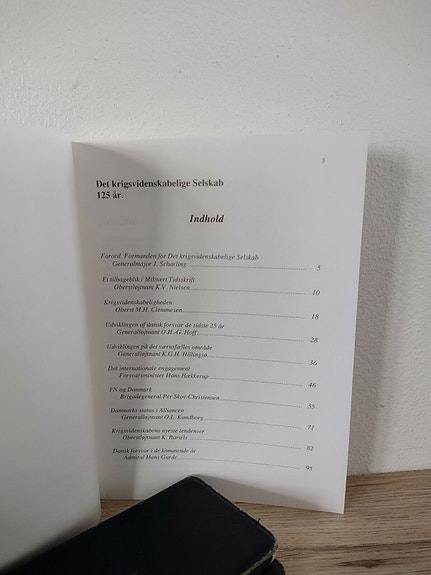 3
Det krigsvidenskabelige Selskab
125 år.
Indhold
Forord, Formanden for Det krigsvidenskabelige Selskab
Generalmajor J. Scharling 5
Et tilbageblik i Militært Tidsskrift
Oberstløjtnant K.V. Nielsen 10
Krigsvidenskabeligheden
Oberst M.H. Clemmesen 18
Udviklingen af dansk forsvar de sidste 25 år
Generalløjtnant O.H.-G. Hoff 28
Udviklingen på det værnsfælles område
Generalløjtnant K.G.H. Hillingsø 36
Det internationale engagement
Forsvarsminister Hans Hækkerup 46
FN og Danmark
Brigadegeneral Per Skov-Christensen 55
Danmarks status i Alliancen
Generalløjtnant O.L. Kandborg 71
Krigsvidenskabens nyeste tendenser
Oberstløjtnant K. Bartels 82
Dansk forsvar i de kommende år
Admiral Hans Garde 95